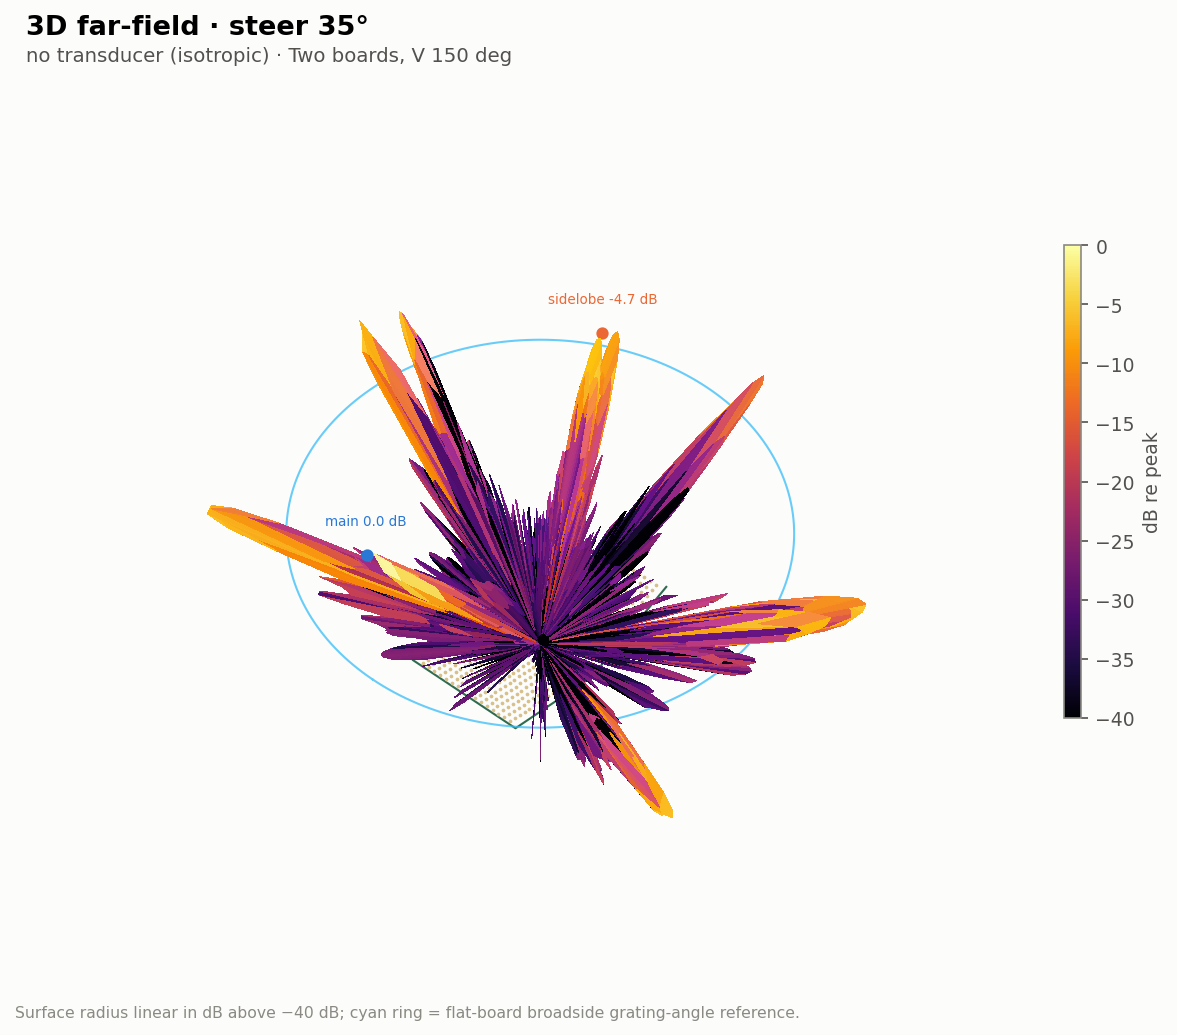 3D far-field · steer 35°
no transducer (isotropic) · Two boards, V 150 deg
sidelobe -4.7 dB
main 0.0 dB
0
−5
−10
−15
−20
−25
−30
−35
−40
dB re peak
Surface radius linear in dB above −40 dB; cyan ring = flat-board broadside grating-angle reference.